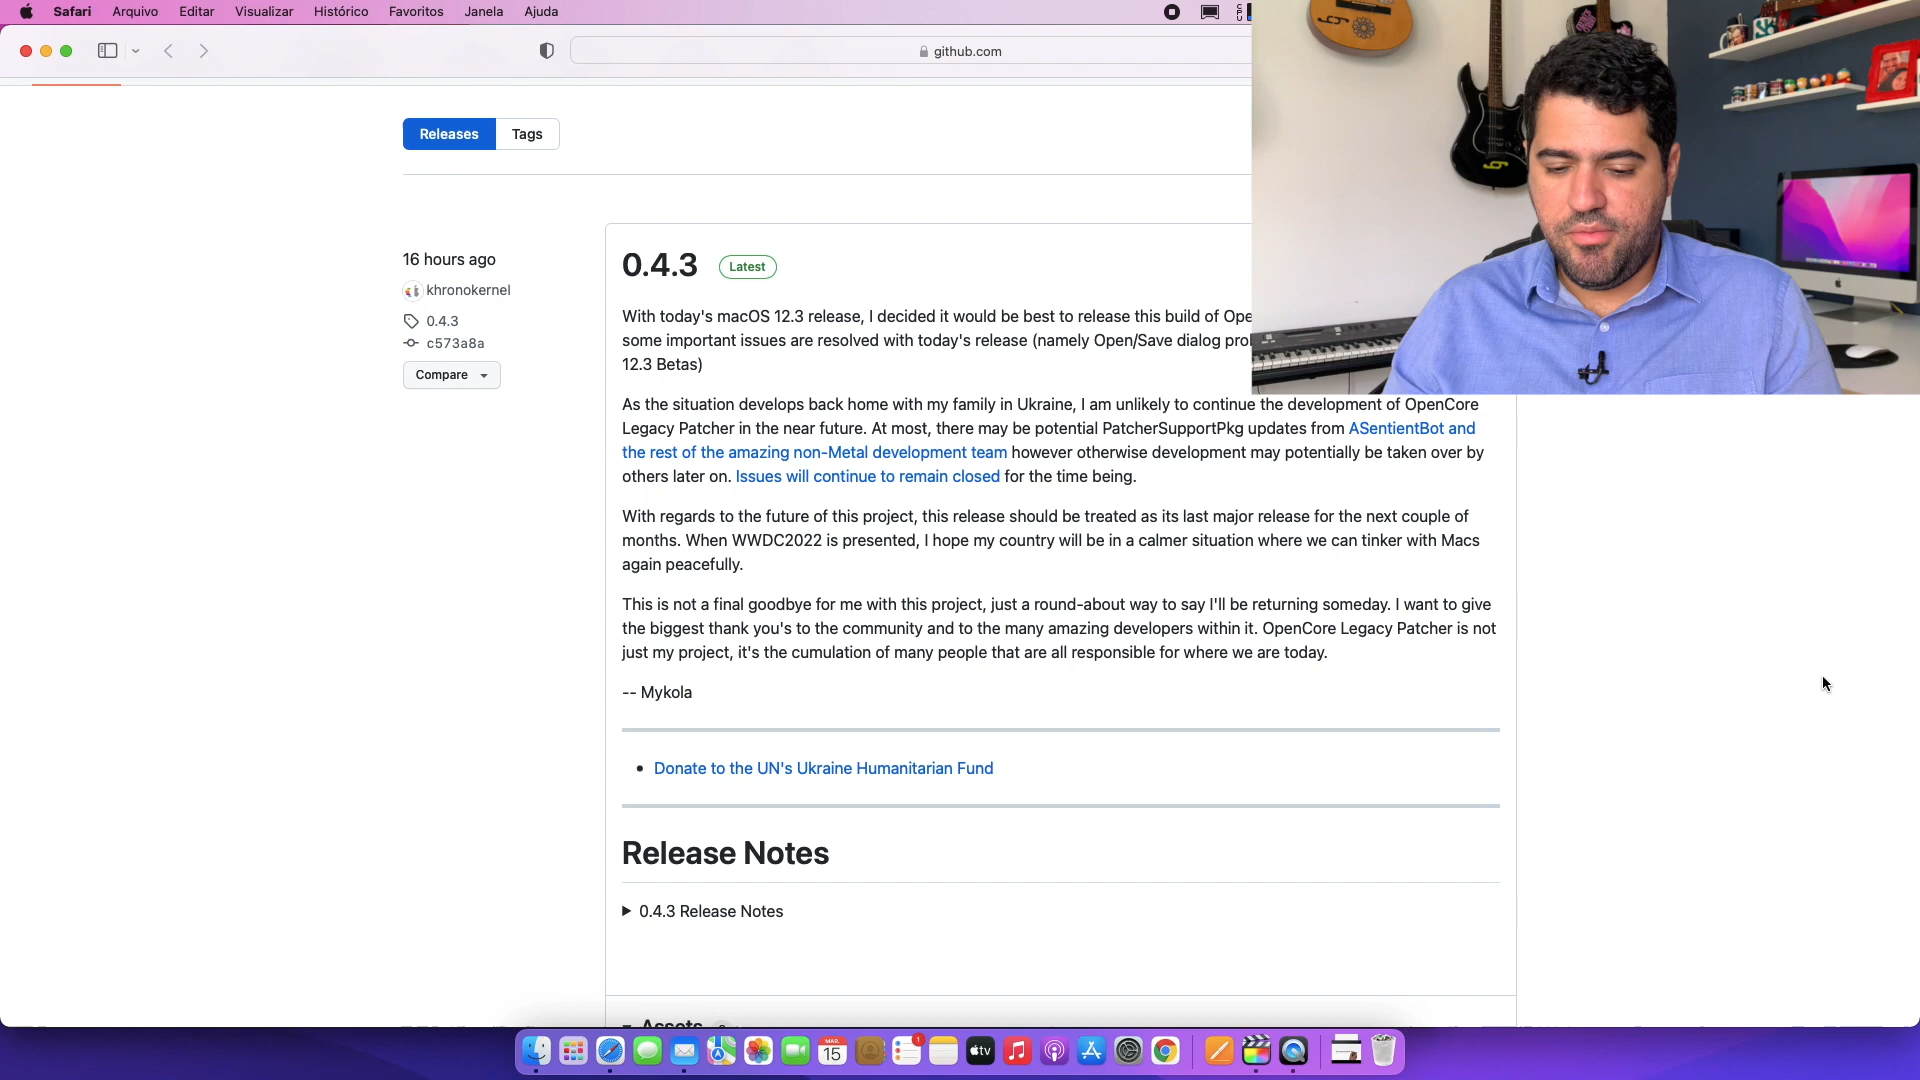 Safari Arquivo Editar Visualizar Histórico Favoritos Janela Ajuda
github.com
Releases Tags
16 hours ago
khronokernel
0.4.3
c573a8a
Compare
0.4.3 Latest
With today's macOS 12.3 release, I decided it would be best to release this build of Ope
some important issues are resolved with today's release (namely Open/Save dialog
12.3 Betas)
As the situation develops back home with my family in Ukraine, I am unlikely to continue the development of OpenCore
Legacy Patcher in the near future. At most, there may be potential PatcherSupportPkg updates from ASentientBot and
the rest of the amazing non-Metal development team however otherwise development may potentially be taken over by
others later on. Issues will continue to remain closed for the time being.
With regards to the future of this project, this release should be treated as its last major release for the next couple of
months. When WWDC2022 is presented, I hope my country will be in a calmer situation where we can tinker with Macs
again peacefully.
This is not a final goodbye for me with this project, just a round-about way to say I'll be returning someday. I want to give
the biggest thank you's to the community and to the many amazing developers within it. OpenCore Legacy Patcher is not
just my project, it's the cumulation of many people that are all responsible for where we are today.
-- Mykola
Donate to the UN's Ukraine Humanitarian Fund
Release Notes
0.4.3 Release Notes
Assets
MAR.
15
1
tv